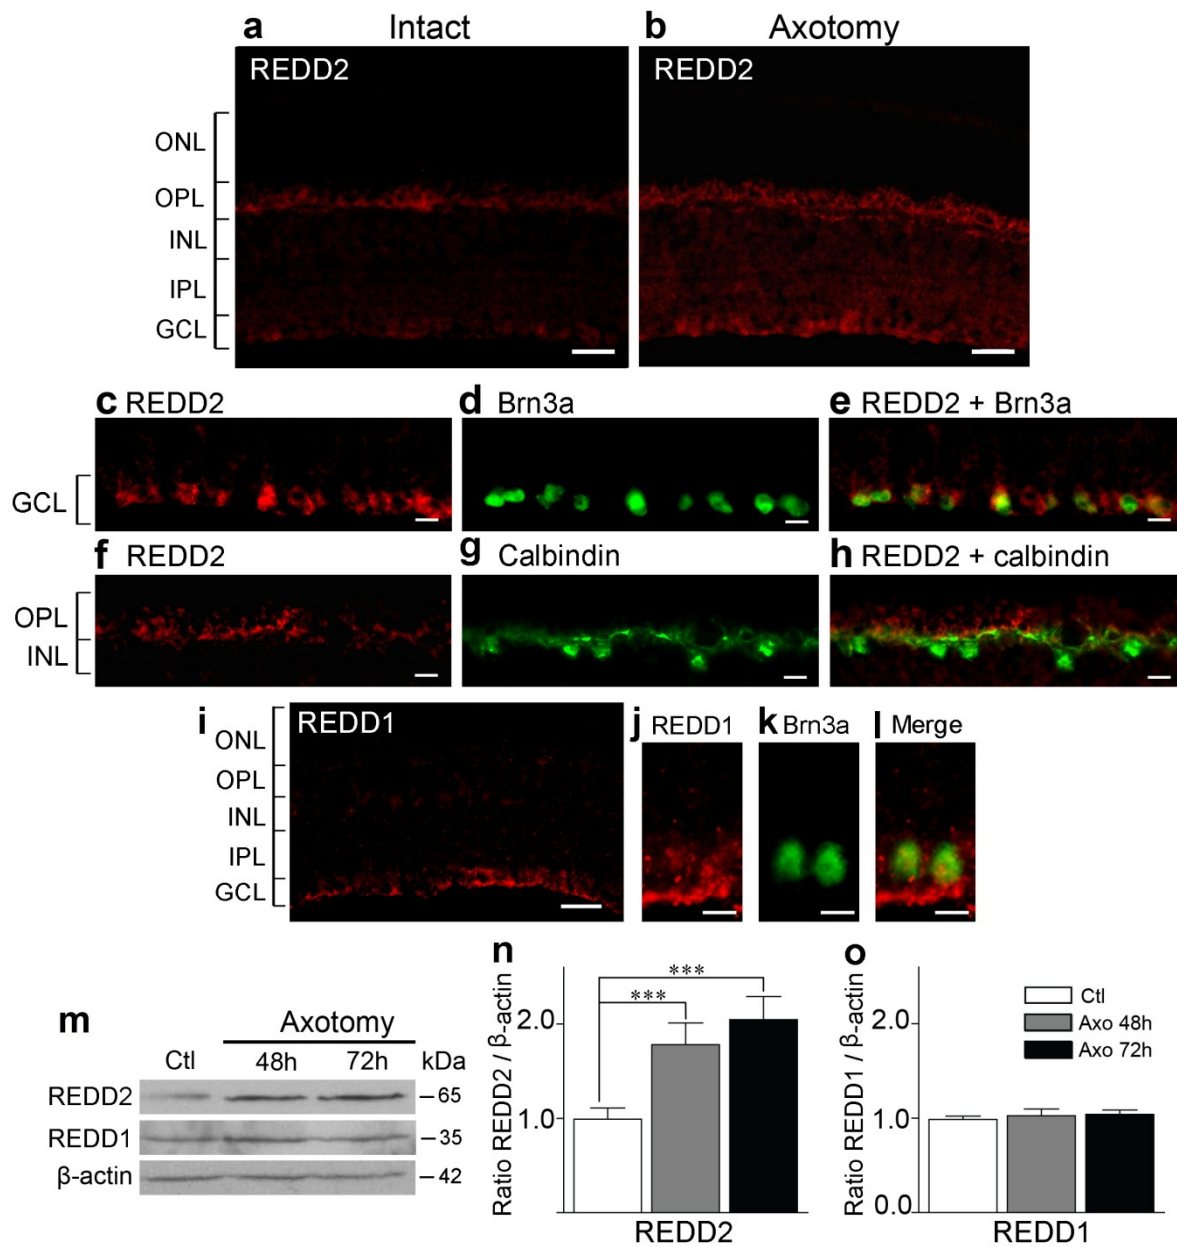 a Intact b Axotomy
REDD2 REDD2
ONL
OPL
INL
IPL
GCL
c REDD2 d Brn3a e REDD2 + Brn3a
GCL
f REDD2 g Calbindin h REDD2 + calbindin
OPL
INL
i REDD1 j REDD1 k Brn3a l Merge
ONL
OPL
INL
IPL
GCL
m Axotomy
Ctl 48h 72h kDa
REDD2 65
REDD1 35
β-actin 42
n
Ratio REDD2 / β-actin
***
***
2.0
1.0
REDD2
o
Ratio REDD1 / β-actin
2.0
1.0
0.0
Ctl
Axo 48h
Axo 72h
REDD1